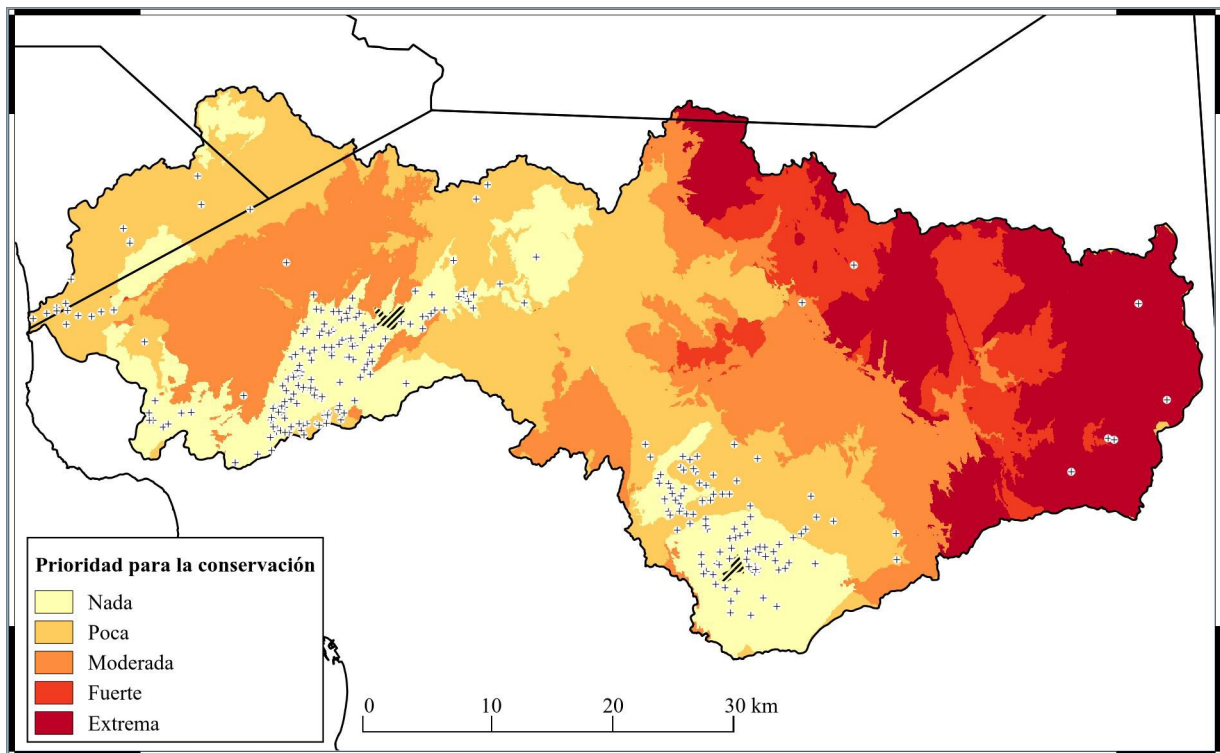 Prioridad para la conservación
Nada
Poca
Moderada
Fuerte
Extrema
0 10 20 30 km